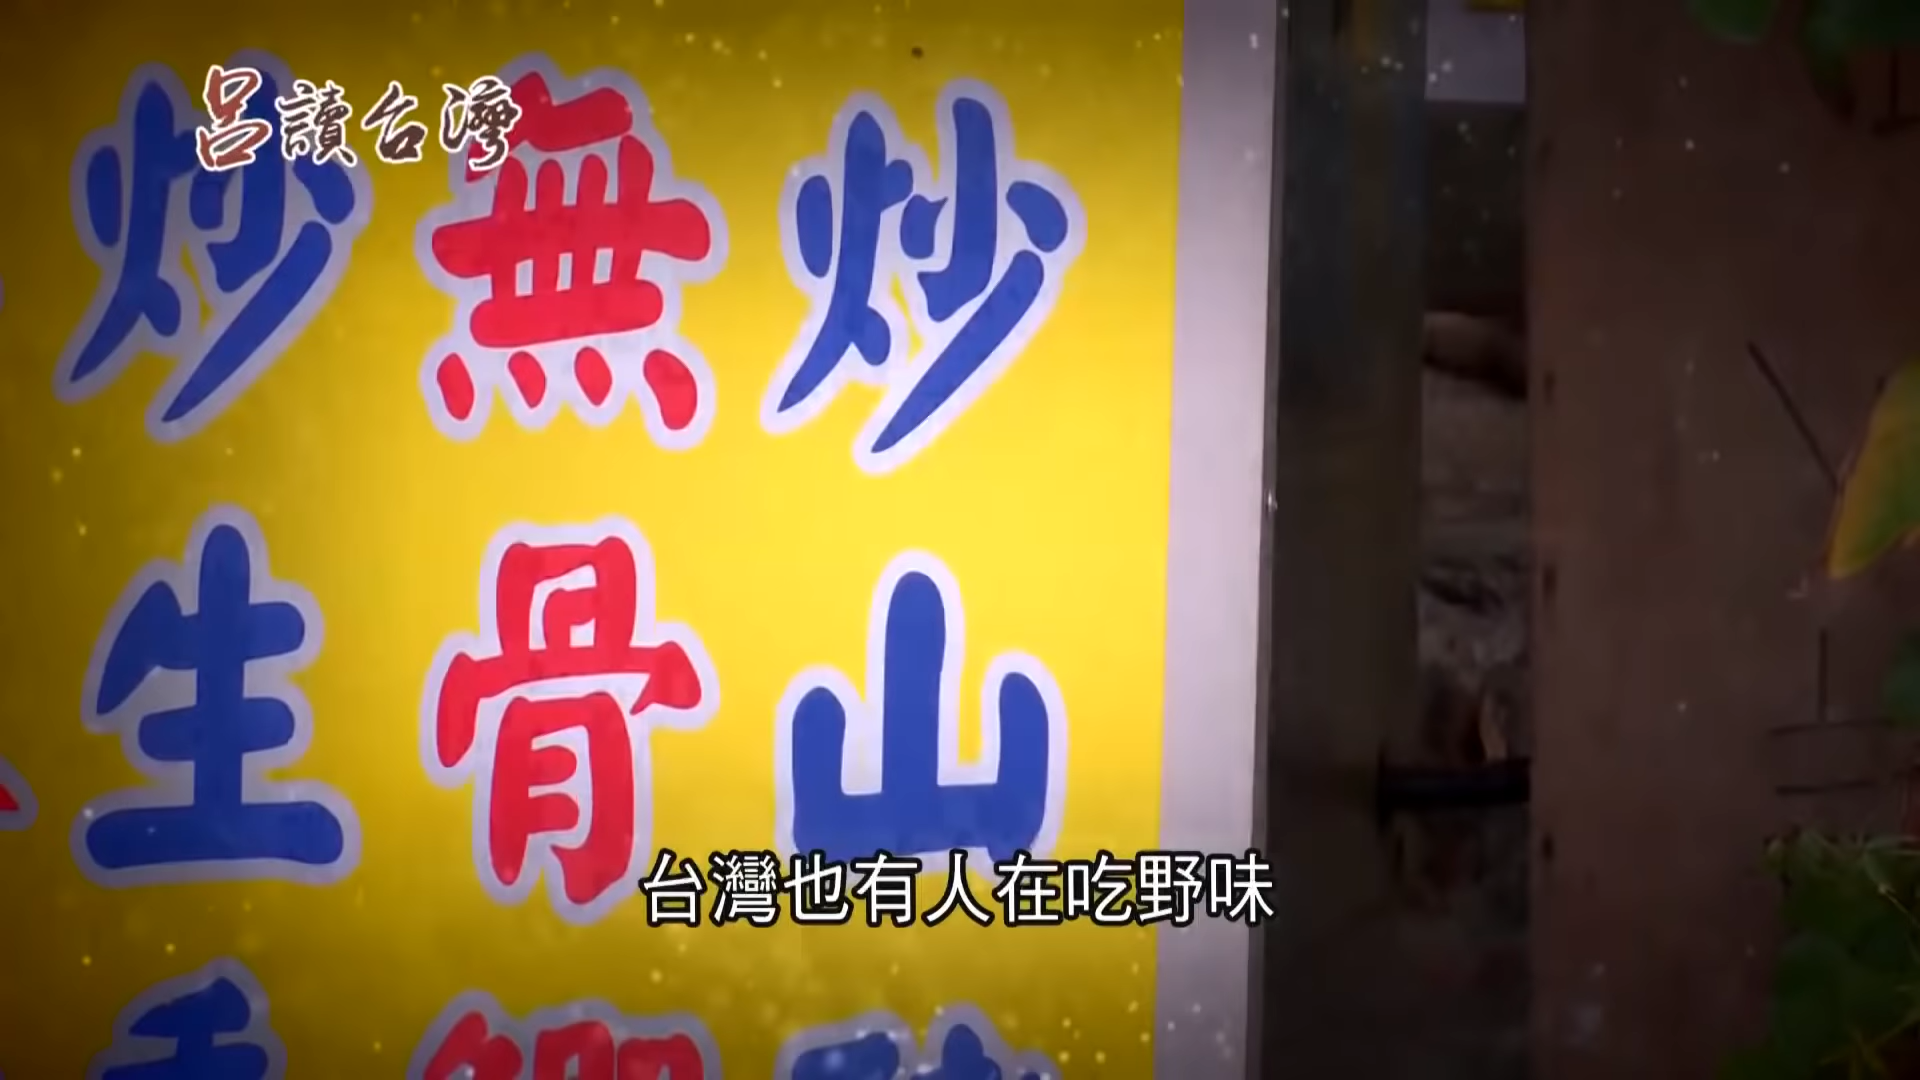 呂讀台灣
炒山
無骨
炒生
台灣也有人在吃野味